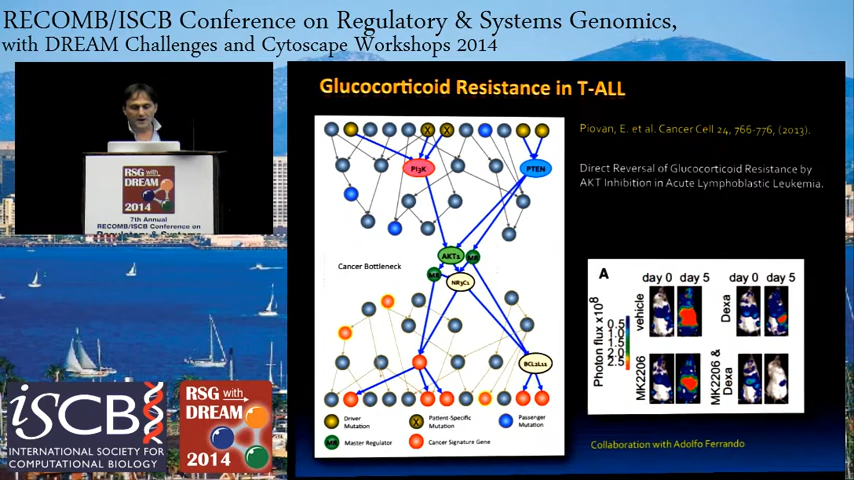 RECOMB/ISCB Conference on Regulatory & Systems Genomics,
with DREAM Challenges and Cytoscape Workshops 2014
RSG with
DREAM
2014
7th Annual
RECOMB/ISCB Conference on
Glucocorticoid Resistance in T-ALL
Piovan, E. et al. Cancer Cell 24, 766-776, (2013).
Direct Reversal of Glucocorticoid Resistance by
AKT Inhibition in Acute Lymphoblastic Leukemia.
X X
PI3K
PTEN
AKT1
MR
MR
NR3C1
Cancer Bottleneck
BCL2L11
Driver
Mutation
X
Patient-Specific
Mutation
Passenger
Mutation
MR
Master Regulator
Cancer Signature Gene
A
day 0 day 5
day 0 day 5
Photon flux x10⁸
0.5
1.0
1.5
2.0
2.5
vehicle
Dexa
MK2206
MK2206 &
Dexa
Collaboration with Adolfo Ferrando
iSCB
INTERNATIONAL SOCIETY FOR
COMPUTATIONAL BIOLOGY
RSG with
DREAM
2014